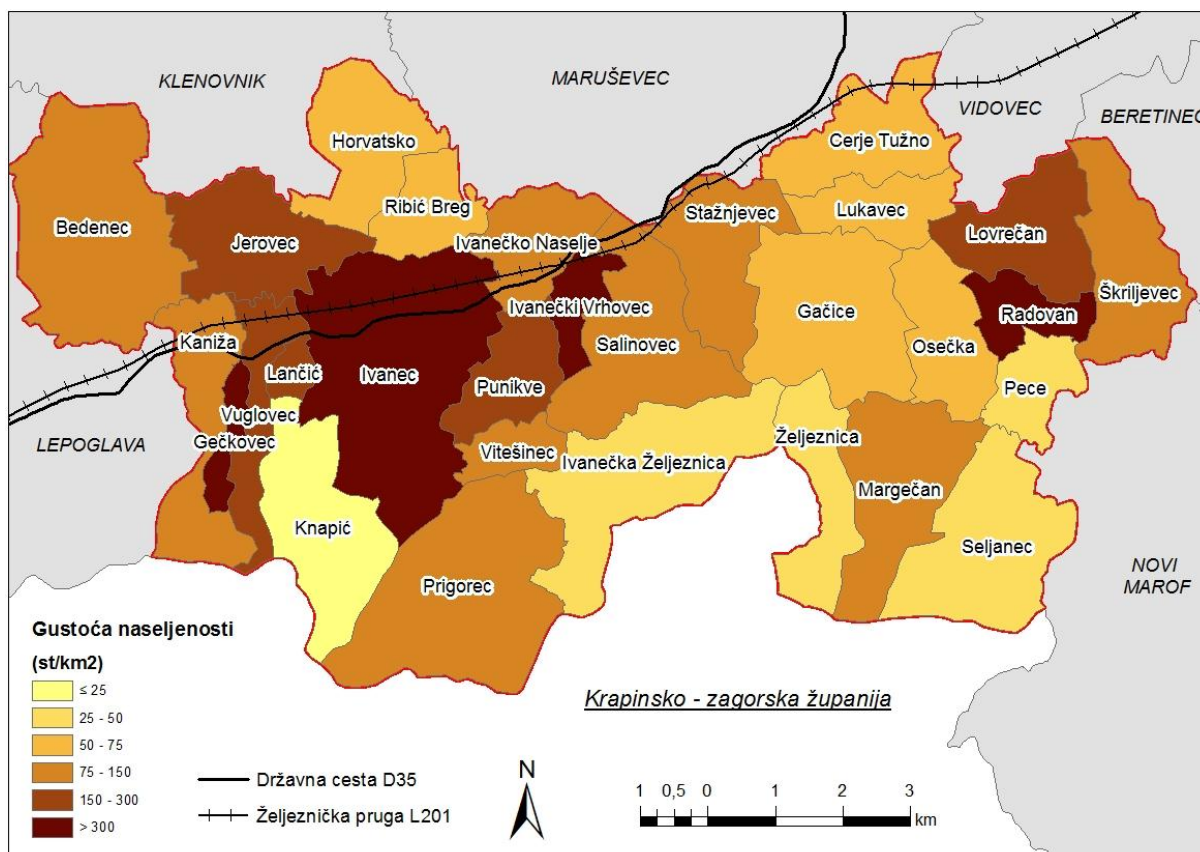 KLENOVNIK
MARUŠEVEC
VIDOVEC
BERETINEC
Horvatsko
Cerje Tužno
Ribić Breg
Stažnjevec
Lukavec
Bedenec
Jerovec
Ivanečko Naselje
Lovrečan
Škriljevec
Ivanečki Vrhovec
Gačice
Radovan
Kaniža
Salinovec
Osečka
Lančić
Ivanec
Punikve
Pece
Vuglovec
LEPOGLAVA
Gečkovec
Vitešinec
Ivanečka Željeznica
Željeznica
Margečan
Knapić
Seljanec
Prigorec
NOVI
MAROF
Gustoća naseljenosti
(st/km2)
≤ 25
25 - 50
50 - 75
75 - 150
150 - 300
> 300
Krapinsko - zagorska županija
Državna cesta D35
Željeznička pruga L201
N
1 0,5 0 1 2 3
km